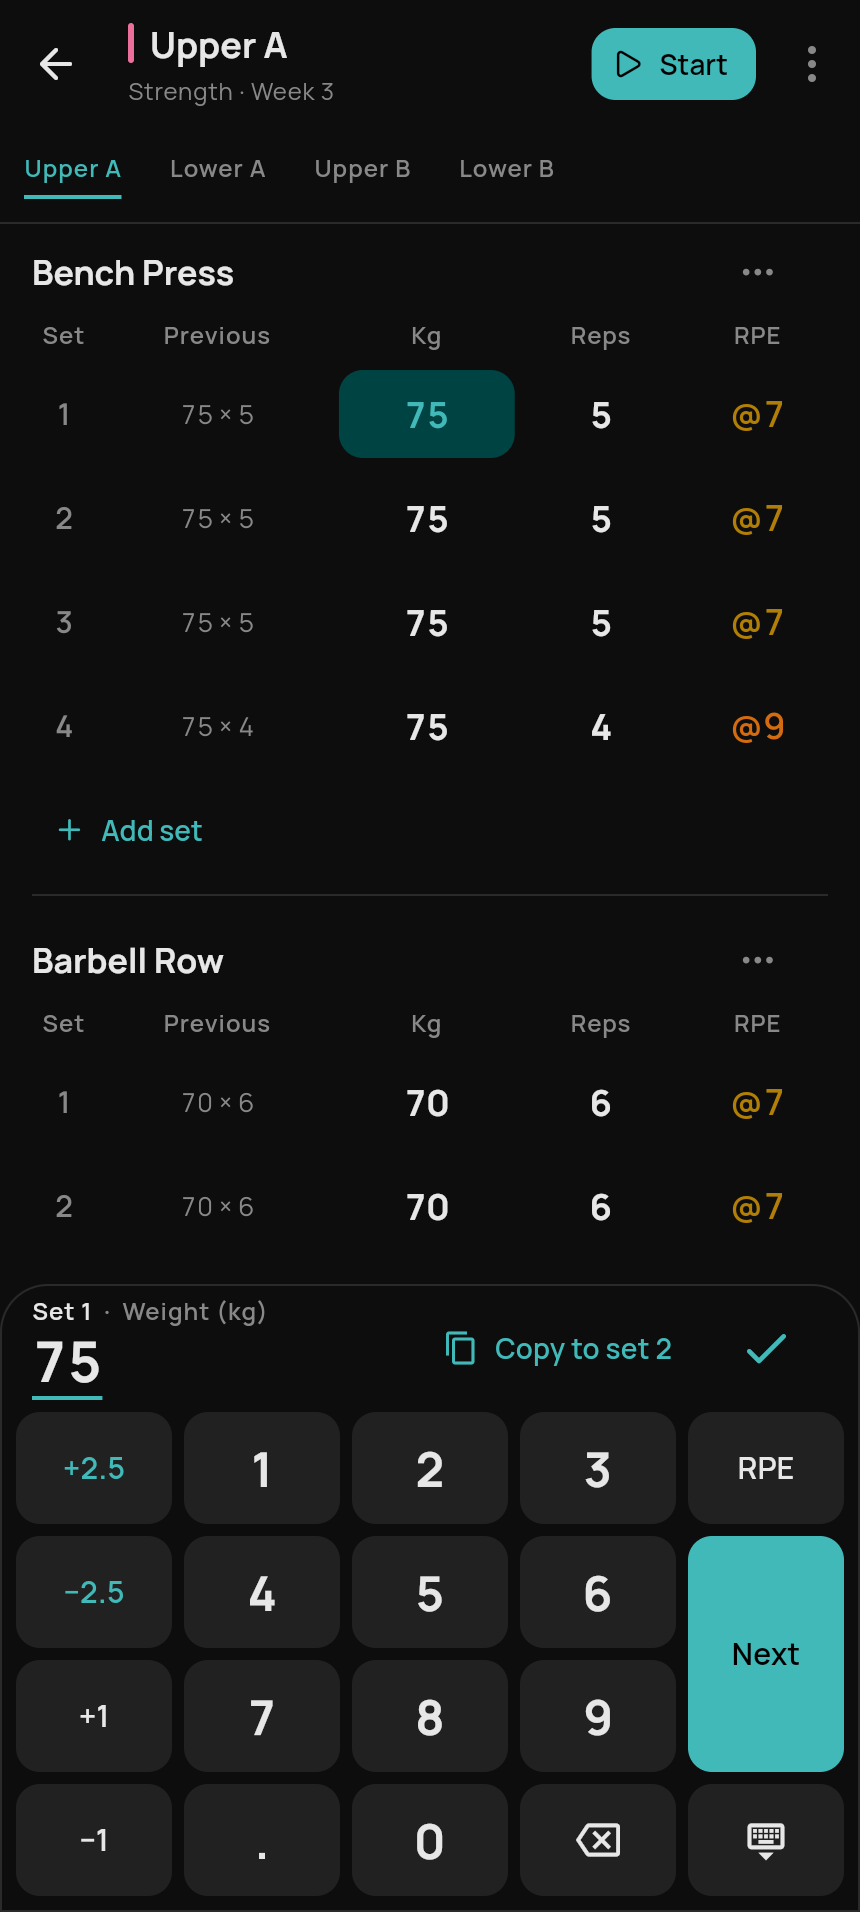 Upper A
Strength · Week 3
Start
Upper A Lower A Upper B Lower B
Bench Press
Set Previous Kg Reps RPE
1 75 × 5 75 5 @7
2 75 × 5 75 5 @7
3 75 × 5 75 5 @7
4 75 × 4 75 4 @9
+ Add set
Barbell Row
Set Previous Kg Reps RPE
1 70 × 6 70 6 @7
2 70 × 6 70 6 @7
Set 1 · Weight (kg)
75
Copy to set 2
+2.5 1 2 3 RPE
−2.5 4 5 6
Next
+1 7 8 9
−1 . 0